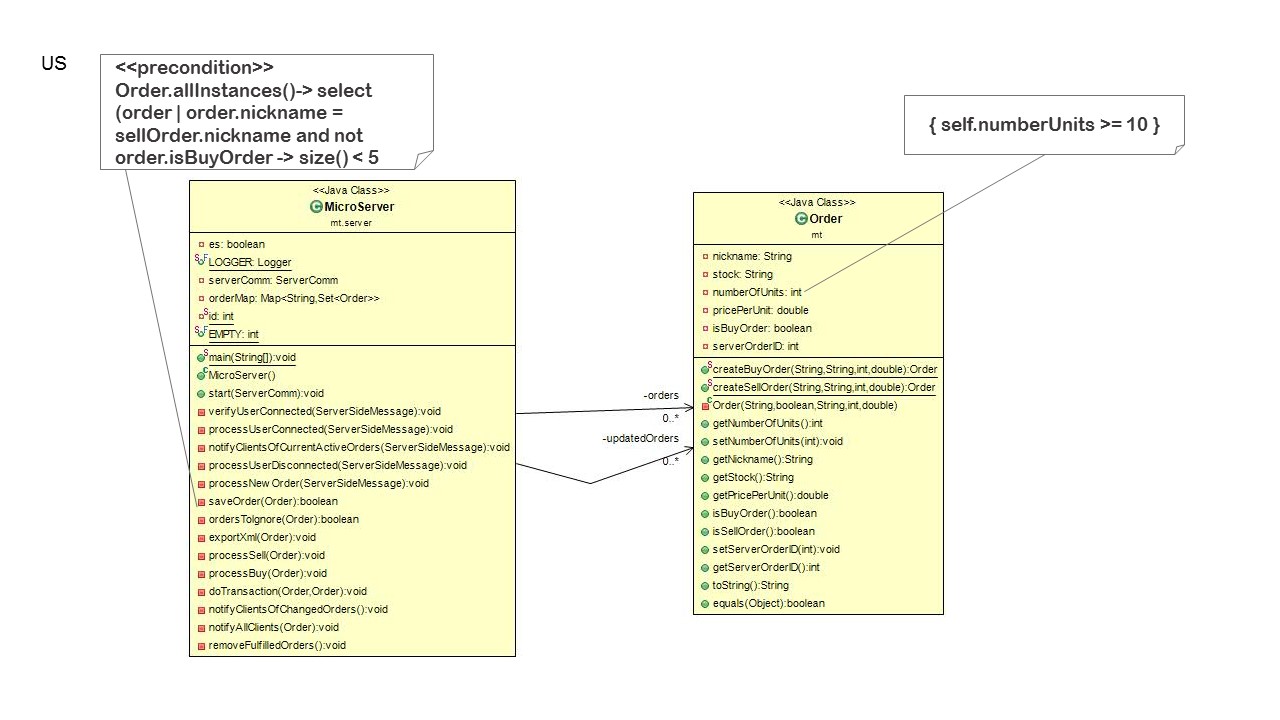 US
<<precondition>>
Order.allInstances()-> select
(order | order.nickname =
sellOrder.nickname and not
order.isBuyOrder -> size() < 5
{ self.numberUnits >= 10 }
<<Java Class>>
MicroServer
mt.server
es: boolean
LOGGER: Logger
serverComm: ServerComm
orderMap: Map<String,Set<Order>>
id: int
EMPTY: int
main(String[]):void
MicroServer()
start(ServerComm):void
verifyUserConnected(ServerSideMessage):void
processUserConnected(ServerSideMessage):void
notifyClientsOfCurrentActiveOrders(ServerSideMessage):void
processUserDisconnected(ServerSideMessage):void
processNewOrder(ServerSideMessage):void
saveOrder(Order):boolean
ordersToIgnore(Order):boolean
exportXml(Order):void
processSell(Order):void
processBuy(Order):void
doTransaction(Order,Order):void
notifyClientsOfChangedOrders():void
notifyAllClients(Order):void
removeFulfilledOrders():void
-orders
0..*
-updatedOrders
0..*
<<Java Class>>
Order
mt
nickname: String
stock: String
numberOfUnits: int
pricePerUnit: double
isBuyOrder: boolean
serverOrderID: int
createBuyOrder(String,String,int,double):Order
createSellOrder(String,String,int,double):Order
Order(String,boolean,String,int,double)
getNumberOfUnits():int
setNumberOfUnits(int):void
getNickname():String
getStock():String
getPricePerUnit():double
isBuyOrder():boolean
isSellOrder():boolean
setServerOrderID(int):void
getServerOrderID():int
toString():String
equals(Object):boolean